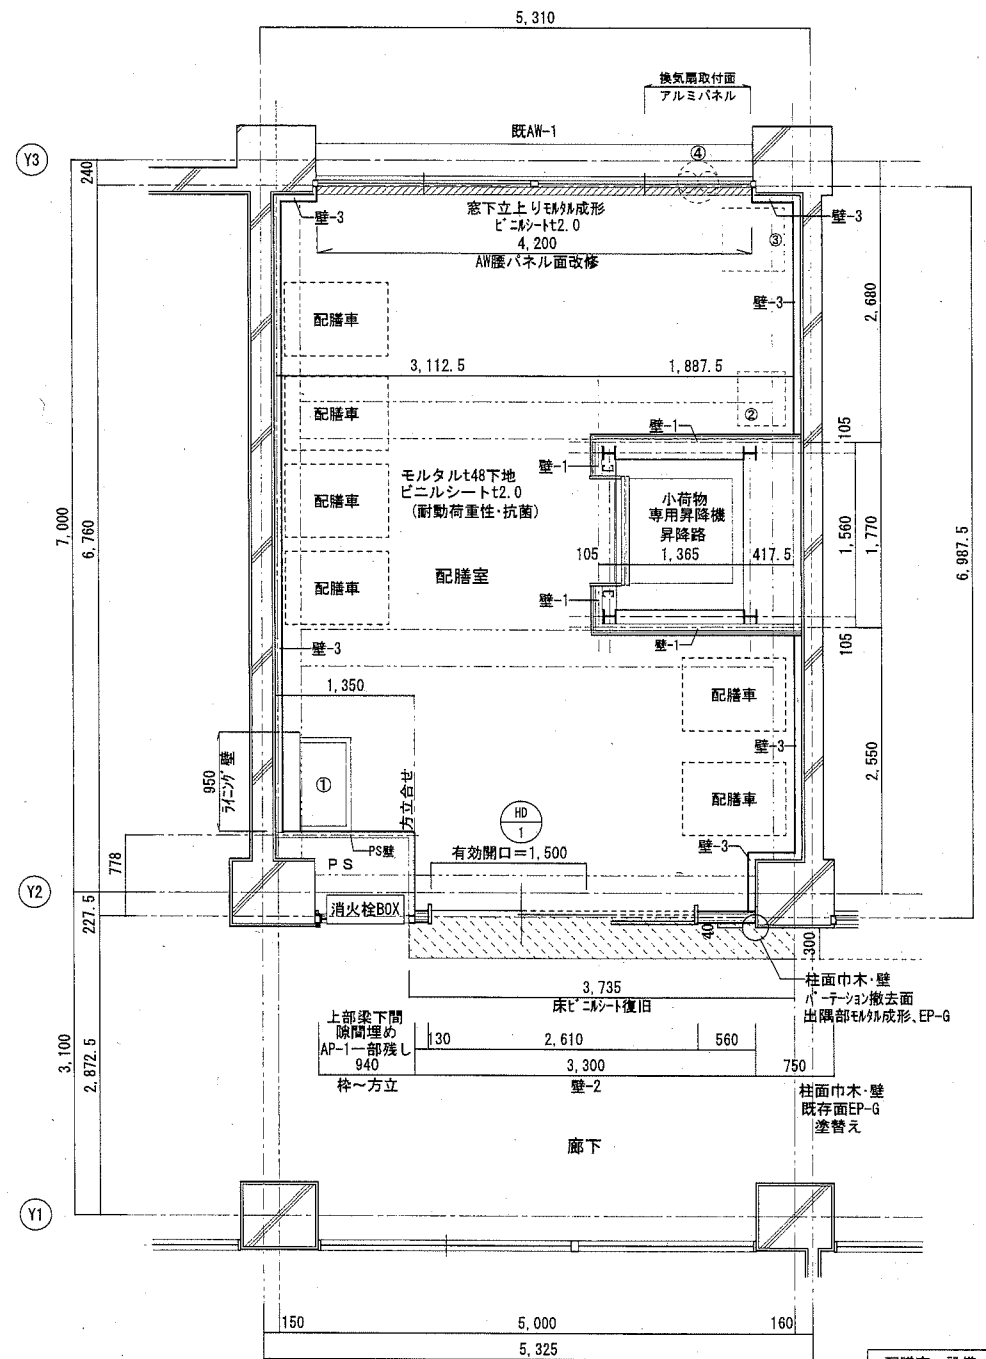 5,310
換気扇取付面
アルミパネル
既AW-1
④
Y3
240
壁-3
窓下立上りモルタル成形
ビニルシートt2.0
4,200
AW腰パネル面改修
③
壁-3
壁-3
2,680
配膳車
3,112.5
1,887.5
配膳車
②
壁-1
105
壁-1
モルタルt48下地
ビニルシートt2.0
(耐動荷重性・抗菌)
配膳車
小荷物
専用昇降機
昇降路
7,000
6,760
1,560
1,770
6,987.5
105
1,365
417.5
配膳室
配膳車
壁-1
壁-1
105
壁-3
1,350
配膳車
壁-3
2,550
950
ライニング壁
①
方立合せ
配膳車
HD
1
778
PS壁
PS
有効開口=1,500
壁-3
Y2
消火栓BOX
227.5
40
300
柱面巾木・壁
パーテーション撤去面
出隅部モルタル成形、EP-G
3,735
床ビニルシート復旧
上部梁下間
隙間埋め
AP-1一部残し
130
2,610
560
940
3,300
750
枠~方立
壁-2
柱面巾木・壁
既存面EP-G
塗替え
3,100
2,872.5
廊下
Y1
150
5,000
160
5,325